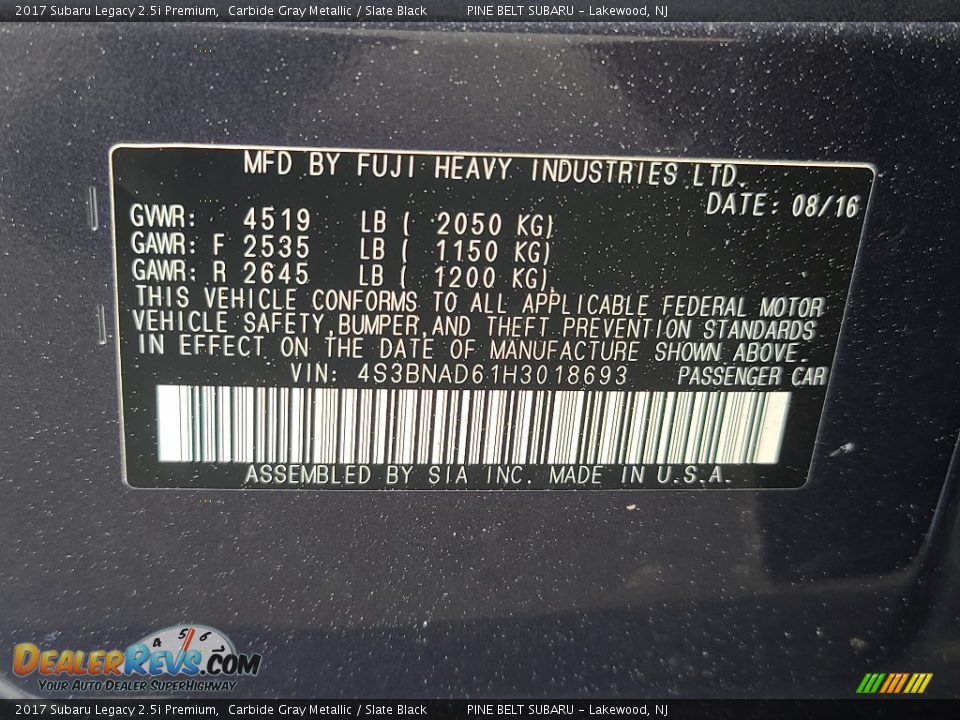 2017 Subaru Legacy 2.5i Premium, Carbide Gray Metallic / Slate Black PINE BELT SUBARU - Lakewood, NJ
MFD BY FUJI HEAVY INDUSTRIES LTD.
DATE: 08/16
GVWR: 4519 LB ( 2050 KG)
GAWR: F 2535 LB ( 1150 KG)
GAWR: R 2645 LB ( 1200 KG)
THIS VEHICLE CONFORMS TO ALL APPLICABLE FEDERAL MOTOR
VEHICLE SAFETY,BUMPER,AND THEFT PREVENTION STANDARDS
IN EFFECT ON THE DATE OF MANUFACTURE SHOWN ABOVE.
VIN: 4S3BNAD61H3018693 PASSENGER CAR
ASSEMBLED BY SIA INC. MADE IN U.S.A.
4 5 6 7
DEALERREVS.COM
YOUR AUTO DEALER SUPERHIGHWAY
2017 Subaru Legacy 2.5i Premium, Carbide Gray Metallic / Slate Black PINE BELT SUBARU - Lakewood, NJ